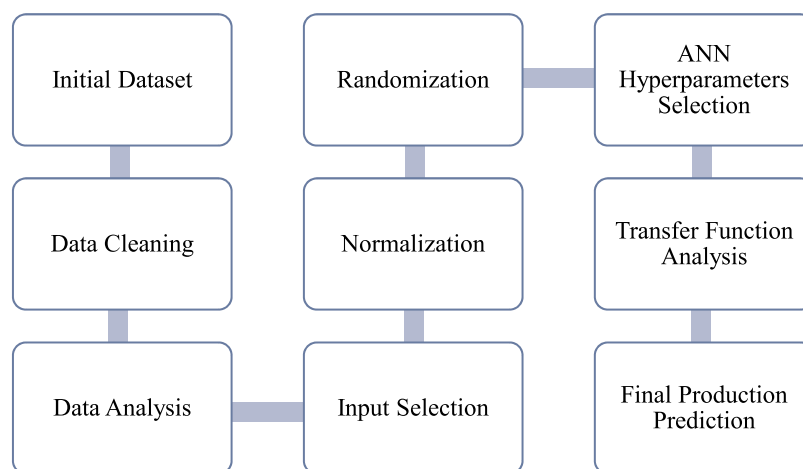 Initial Dataset
Data Cleaning
Data Analysis
Input Selection
Normalization
Randomization
ANN
Hyperparameters
Selection
Transfer Function
Analysis
Final Production
Prediction